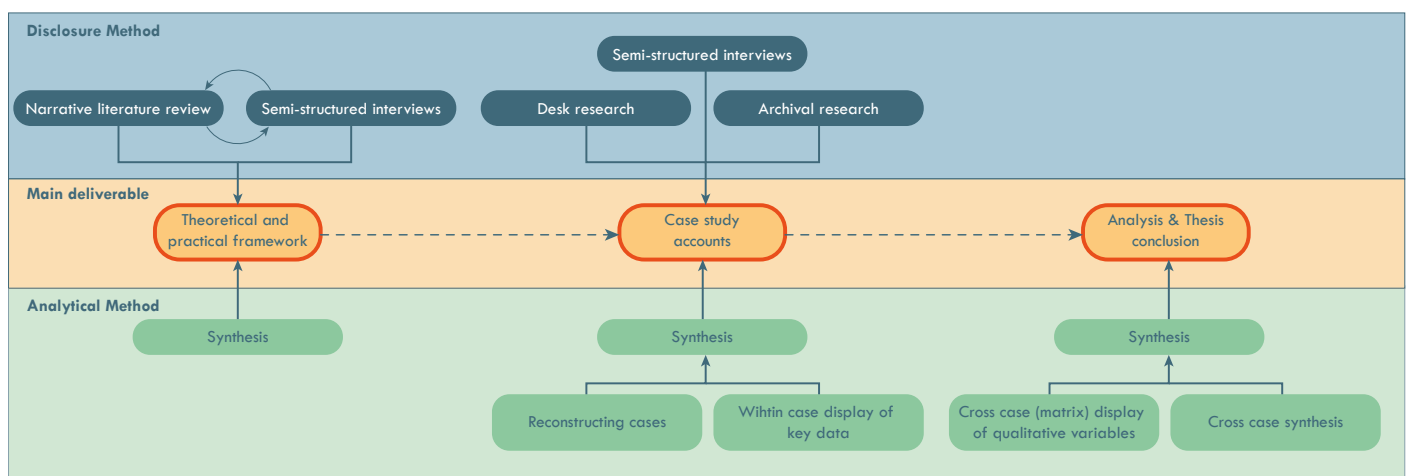 Disclosure Method
Semi-structured interviews
Narrative literature review
Semi-structured interviews
Desk research
Archival research
Main deliverable
Theoretical and
practical framework
Case study
accounts
Analysis & Thesis
conclusion
Analytical Method
Synthesis
Synthesis
Synthesis
Reconstructing cases
Wihtin case display of
key data
Cross case (matrix) display
of qualitative variables
Cross case synthesis